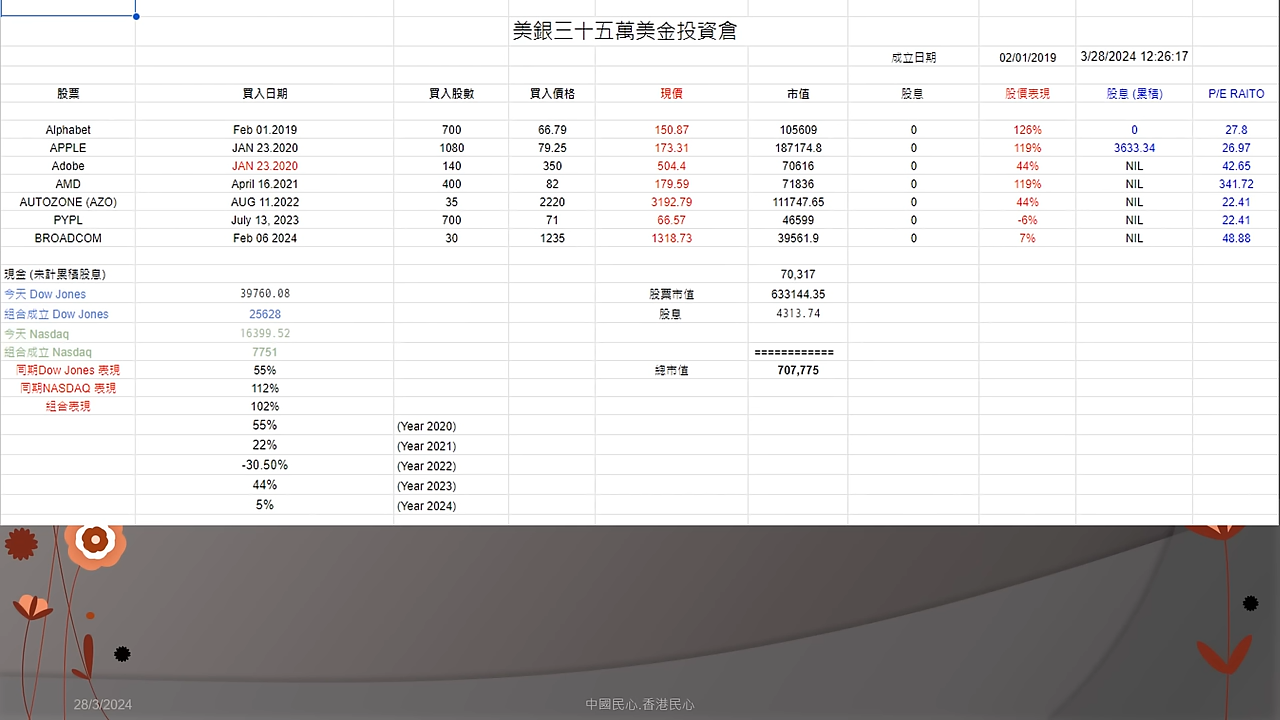 美銀三十五萬美金投資倉
成立日期 02/01/2019 3/28/2024 12:26:17
股票 買入日期 買入股數 買入價格 現價 市值 股息 股價表現 股息 (累積) P/E RAITO
Alphabet Feb 01.2019 700 66.79 150.87 105609 0 126% 0 27.8
APPLE JAN 23.2020 1080 79.25 173.31 187174.8 0 119% 3633.34 26.97
Adobe JAN 23.2020 140 350 504.4 70616 0 44% NIL 42.65
AMD April 16.2021 400 82 179.59 71836 0 119% NIL 341.72
AUTOZONE (AZO) AUG 11.2022 35 2220 3192.79 111747.65 0 44% NIL 22.41
PYPL July 13, 2023 700 71 66.57 46599 0 -6% NIL 22.41
BROADCOM Feb 06 2024 30 1235 1318.73 39561.9 0 7% NIL 48.88
現金 (未計累積股息) 70,317
今天 Dow Jones 39760.08 股票市值 633144.35
組合成立 Dow Jones 25628 股息 4313.74
今天 Nasdaq 16399.52
組合成立 Nasdaq 7751 ============
同期Dow Jones 表現 55% 總市值 707,775
同期NASDAQ 表現 112%
組合表現 102%
55% (Year 2020)
22% (Year 2021)
-30.50% (Year 2022)
44% (Year 2023)
5% (Year 2024)
28/3/2024 中國民心.香港民心